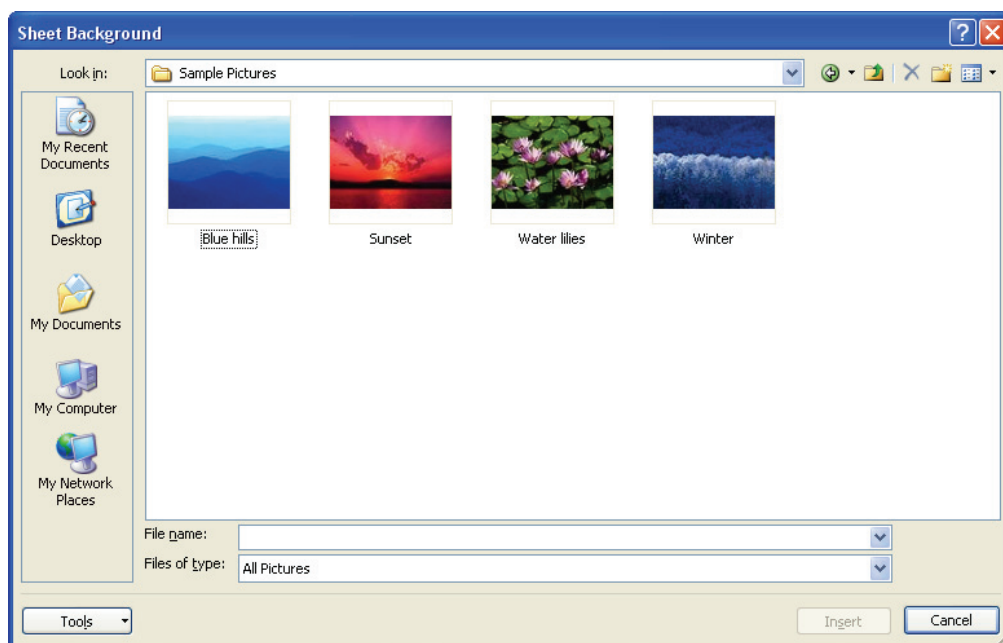 Sheet Background
Look in:
Sample Pictures
My Recent
Documents
Desktop
My Documents
My Computer
My Network
Places
Blue hills
Sunset
Water lilies
Winter
File name:
Files of type:
All Pictures
Tools
Insert
Cancel